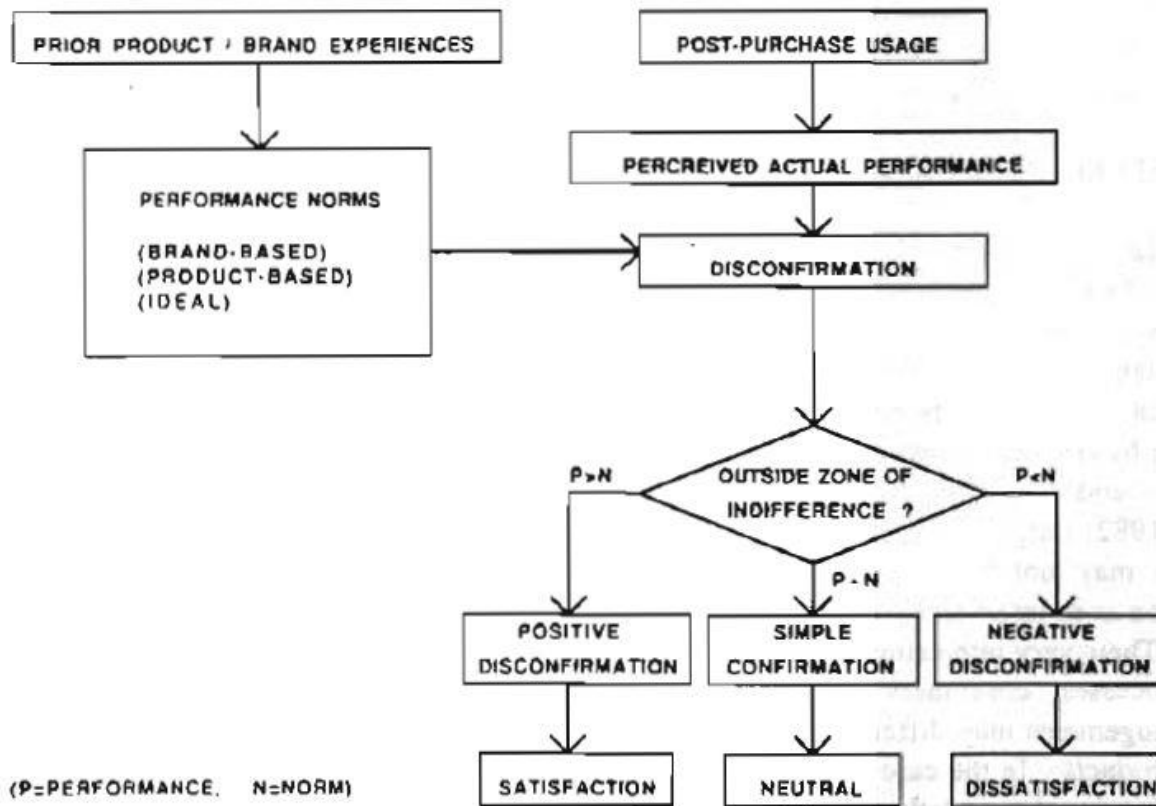 PRIOR PRODUCT / BRAND EXPERIENCES
POST-PURCHASE USAGE
PERCREIVED ACTUAL PERFORMANCE
PERFORMANCE NORMS
(BRAND-BASED)
(PRODUCT-BASED)
(IDEAL)
DISCONFIRMATION
P>N
OUTSIDE ZONE OF
INDIFFERENCE ?
P<N
P - N
POSITIVE
DISCONFIRMATION
SIMPLE
CONFIRMATION
NEGATIVE
DISCONFIRMATION
SATISFACTION
NEUTRAL
DISSATISFACTION
(P=PERFORMANCE, N=NORM)